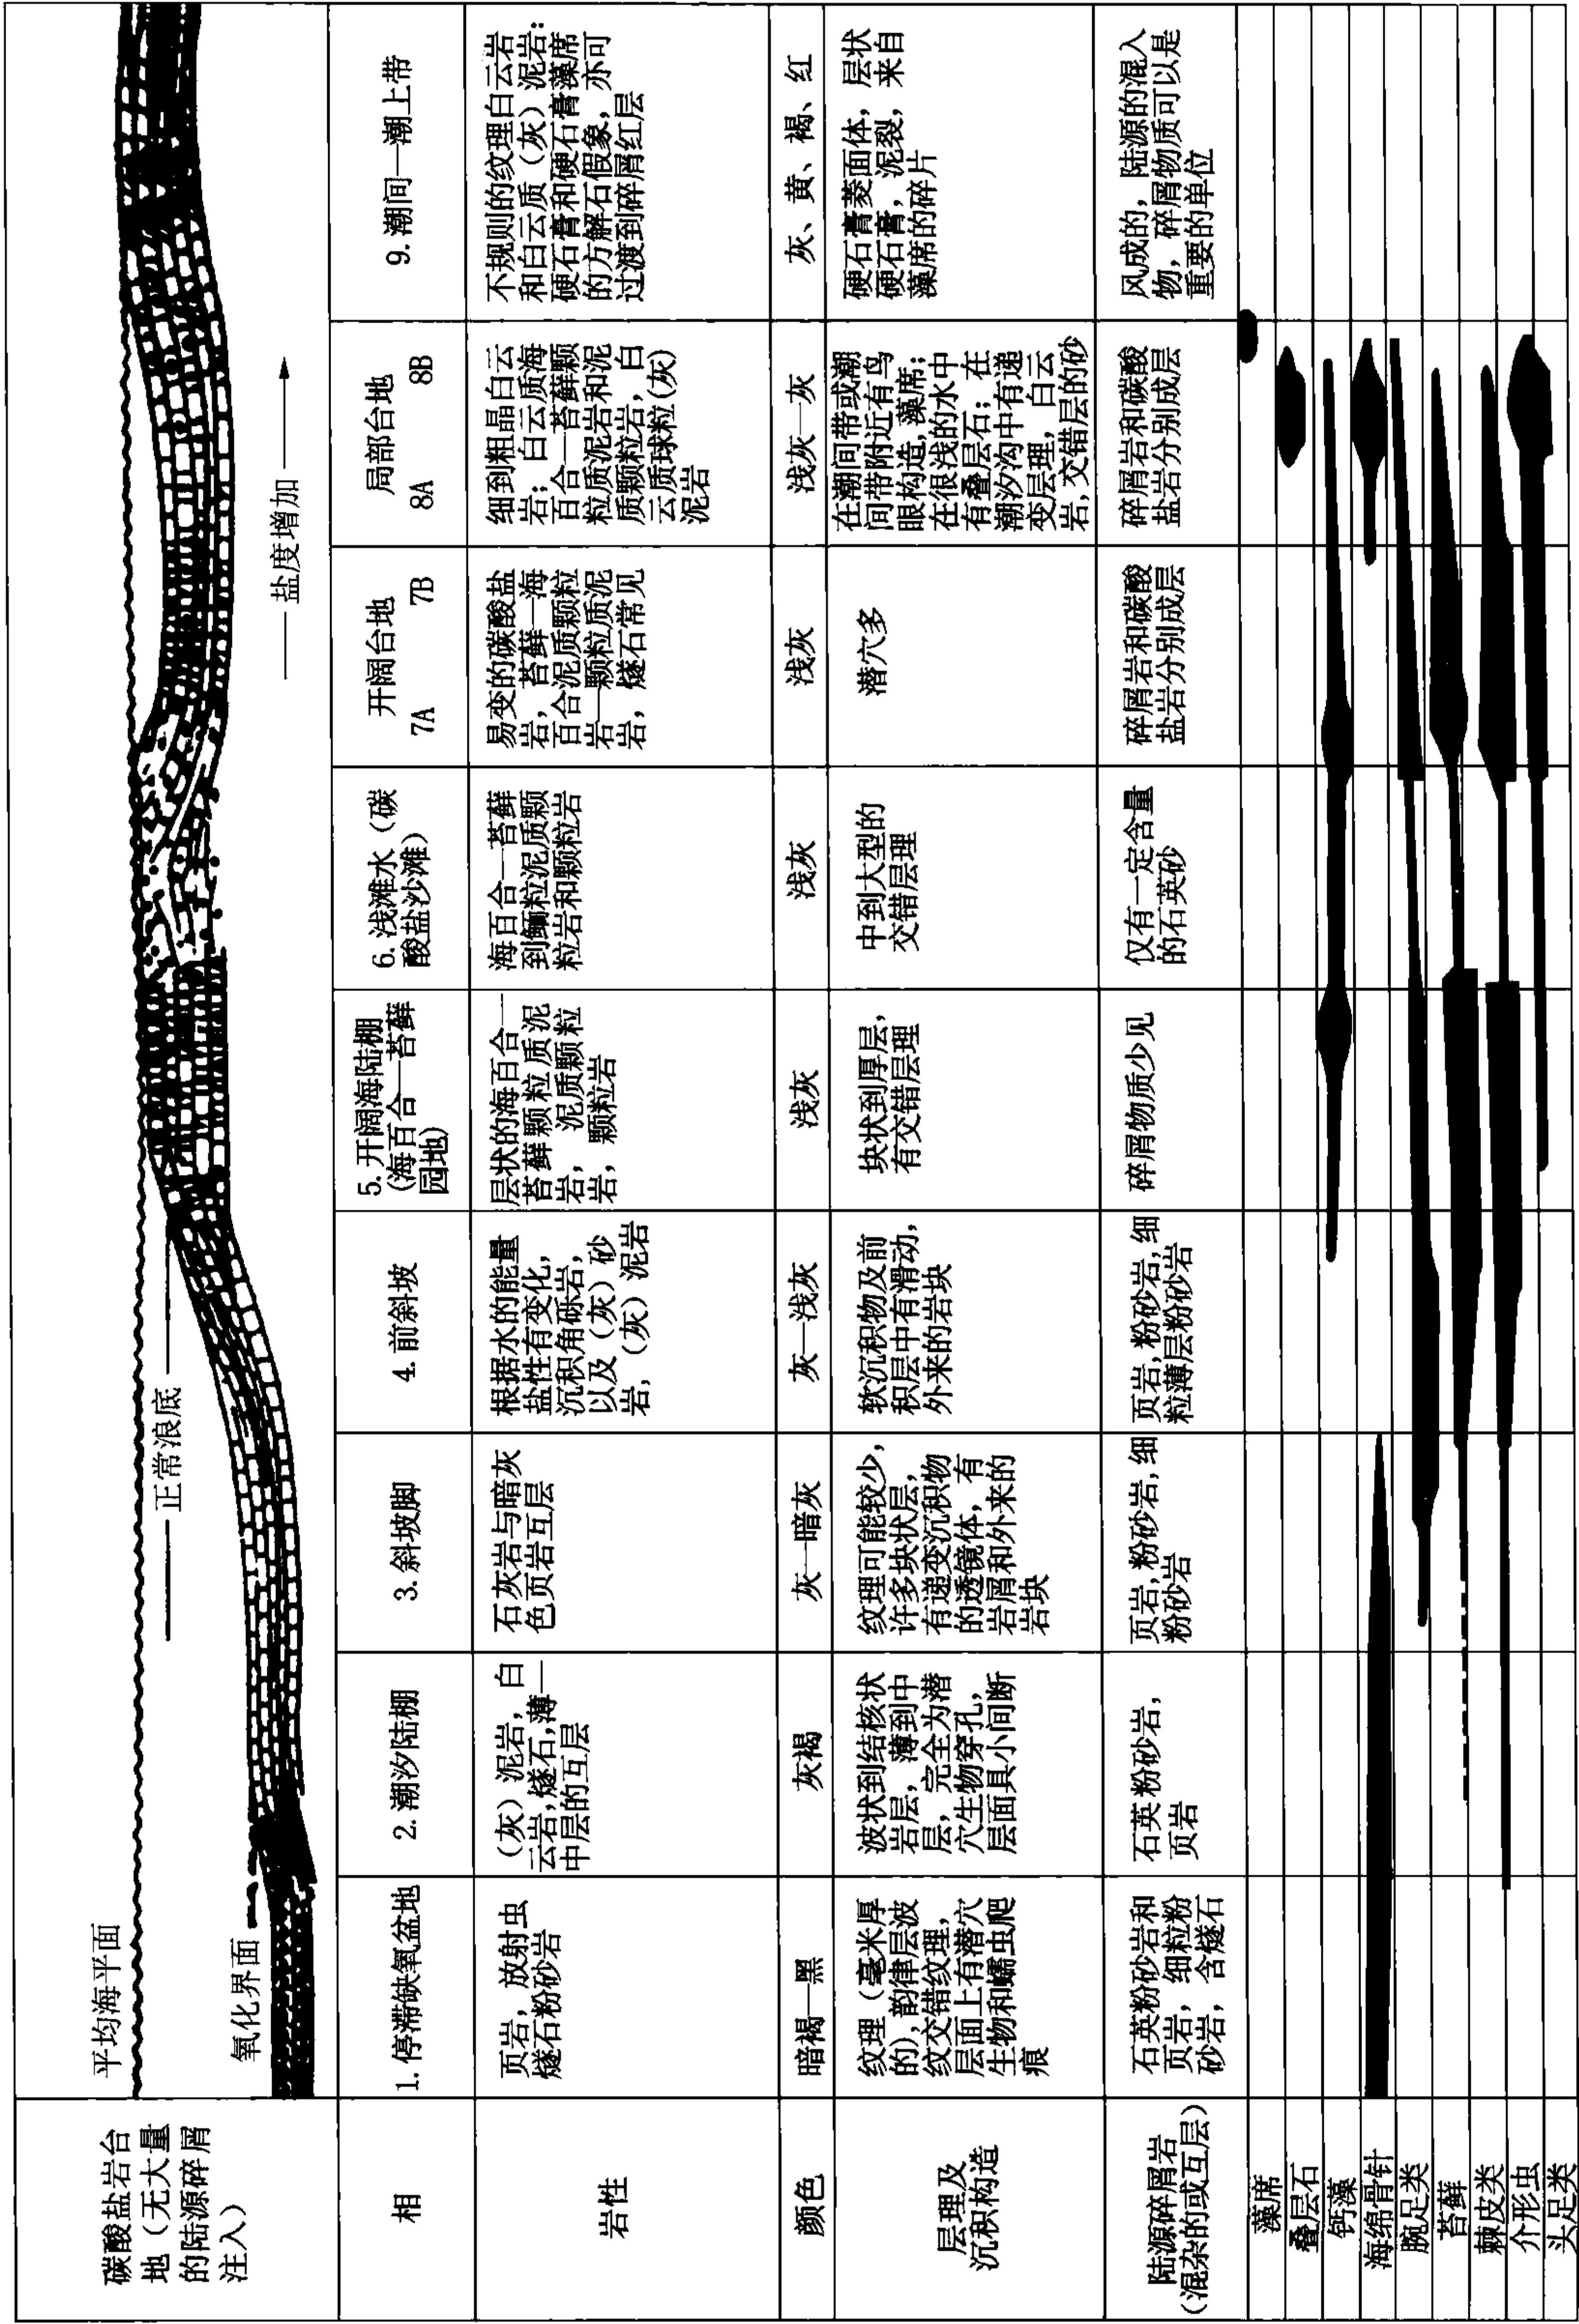 碳酸盐岩台
地（无大量
的陆源碎屑
注入）
平均海平面
氧化界面
正常浪底
盐度增加
相
1.停滞缺氧盆地
2.潮汐陆棚
3.斜坡脚
4.前斜坡
5.开阔海陆棚
(海百合—苔藓
园地)
6.浅滩水（碳
酸盐沙滩）
开阔台地
7A 7B
局部台地
8A 8B
9.潮间—潮上带
岩性
页岩，放射虫
燧石粉砂岩
（灰）泥岩，白
云岩,燧石,薄—
中层的互层
石灰岩与暗灰
色页岩互层
根据水的能量
盐性有变化，
沉积角砾岩，
以及（灰）砂
岩，（灰）泥岩
层状的海百合—
苔藓颗粒质泥
岩，泥质颗粒
岩，颗粒岩
海百合—苔藓
到鲕粒泥质颗
粒岩和颗粒岩
易变的碳酸盐
岩，苔藓—海
百合泥质颗粒
岩—颗粒质泥
岩，燧石常见
细到粗晶白云
岩；白云质海
百合—苔藓颗
粒质泥岩和泥
质颗粒岩，白
云质球粒(灰)
泥岩
不规则的纹理白云岩
和白云质（灰）泥岩：
硬石膏和硬石膏藻席
的方解石假象，亦可
过渡到碎屑红层
颜色
暗褐—黑
灰褐
灰—暗灰
灰—浅灰
浅灰
浅灰
浅灰
浅灰—灰
灰、黄、褐、红
层理及
沉积构造
纹理（毫米厚
的),韵律层波
纹交错纹理，
层面上有潜穴
生物和蠕虫爬
痕
波状到结核状
岩层，薄到中
层，完全为潜
穴生物穿孔，
层面具小间断
纹理可能较少，
许多块状层，
有递变沉积物
的透镜体，有
岩屑和外来的
岩块
软沉积物及前
积层中有滑动，
外来的岩块
块状到厚层，
有交错层理
中到大型的
交错层理
潜穴多
在潮间带或潮
间带附近有鸟
眼构造,藻席；
在很浅的水中
有叠层石；在
潮汐沟中有递
变层理，白云
岩,交错层的砂
硬石膏菱面体，层状
硬石膏，泥裂，来自
藻席的碎片
陆源碎屑岩
（混杂的或互层）
石英粉砂岩和
页岩，细粒粉
砂岩，含燧石
石英粉砂岩，
页岩
页岩,粉砂岩,细
粉砂岩
页岩,粉砂岩,细
粒薄层粉砂岩
碎屑物质少见
仅有一定含量
的石英砂
碎屑岩和碳酸
盐岩分别成层
碎屑岩和碳酸
盐岩分别成层
风成的，陆源的混入
物，碎屑物质可以是
重要的单位
藻席
叠层石
钙藻
海绵骨针
腕足类
苔藓
棘皮类
介形虫
头足类